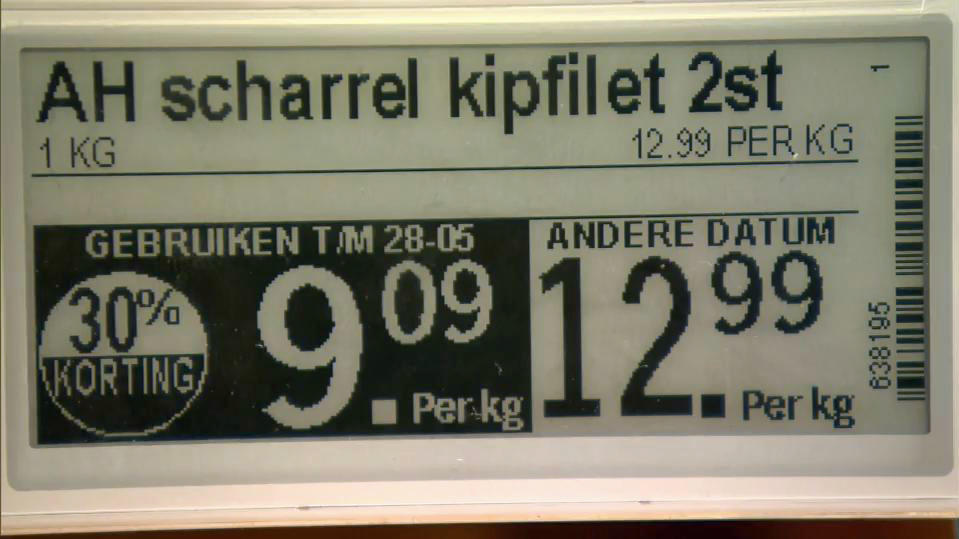 AH scharrel kipfilet 2st
1 KG
12.99 PER KG
1
638195
GEBRUIKEN T/M 28-05
30%
KORTING
9.09
Per kg
ANDERE DATUM
12.99
Per kg